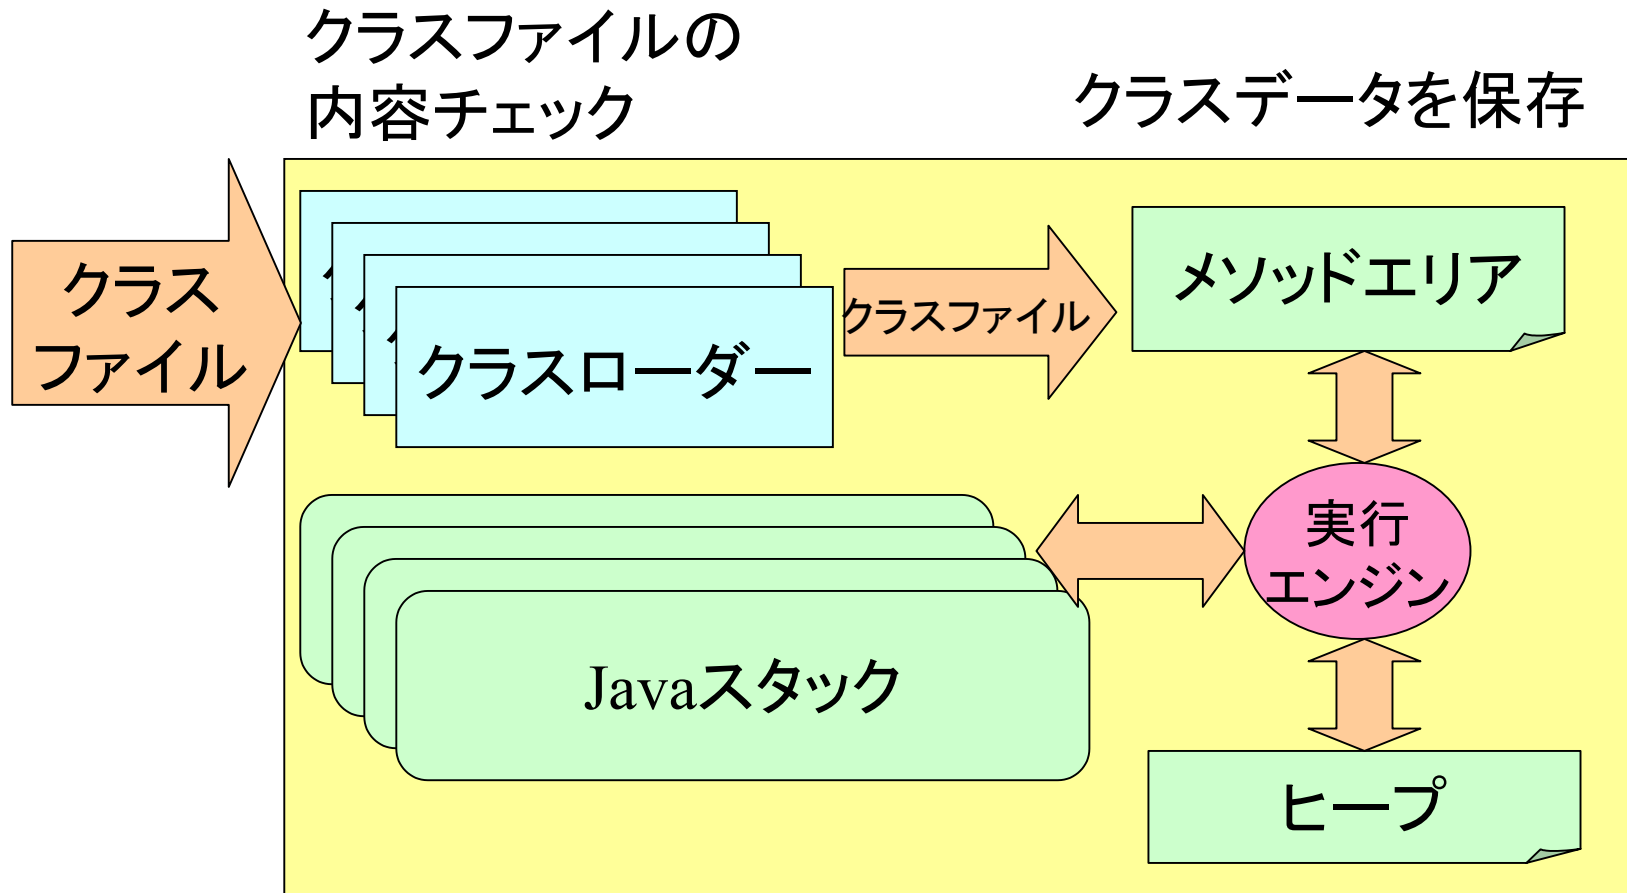 クラスファイルの
内容チェック
クラスデータを保存
クラス
ファイル
クラスローダー
クラスファイル
メソッドエリア
実行
エンジン
Javaスタック
ヒープ